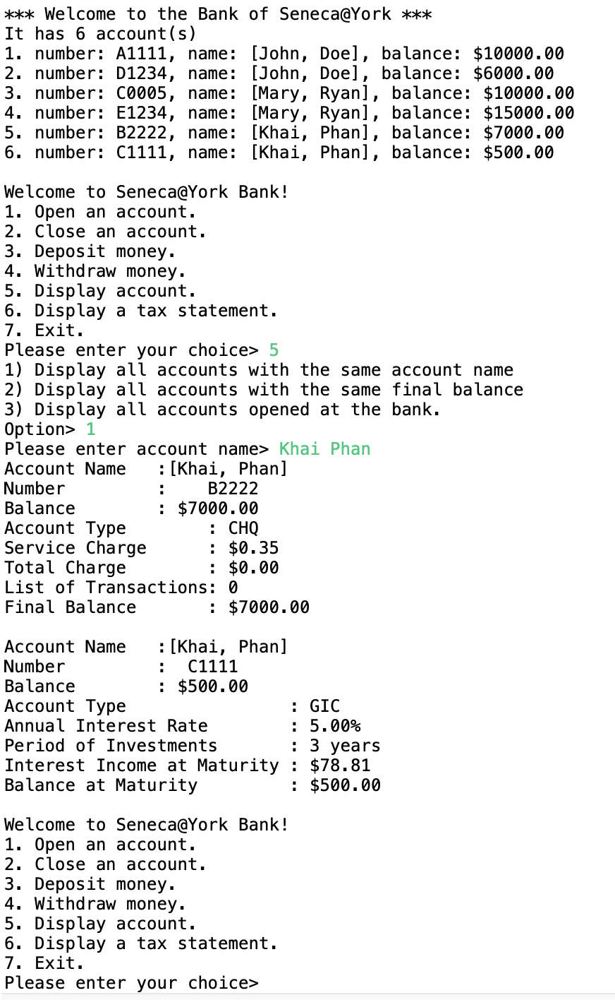 *** Welcome to the Bank of Seneca@York ***
It has 6 account(s)
1. number: A1111, name: [John, Doe], balance: $10000.00
2. number: D1234, name: [John, Doe], balance: $6000.00
3. number: C0005, name: [Mary, Ryan], balance: $10000.00
4. number: E1234, name: [Mary, Ryan], balance: $15000.00
5. number: B2222, name: [Khai, Phan], balance: $7000.00
6. number: C1111, name: [Khai, Phan], balance: $500.00

Welcome to Seneca@York Bank!
1. Open an account.
2. Close an account.
3. Deposit money.
4. Withdraw money.
5. Display account.
6. Display a tax statement.
7. Exit.
Please enter your choice> 5
1) Display all accounts with the same account name
2) Display all accounts with the same final balance
3) Display all accounts opened at the bank.
Option> 1
Please enter account name> Khai Phan
Account Name   :[Khai, Phan]
Number         :    B2222
Balance        : $7000.00
Account Type        : CHQ
Service Charge      : $0.35
Total Charge        : $0.00
List of Transactions: 0
Final Balance       : $7000.00

Account Name   :[Khai, Phan]
Number         :  C1111
Balance        : $500.00
Account Type                : GIC
Annual Interest Rate        : 5.00%
Period of Investments       : 3 years
Interest Income at Maturity : $78.81
Balance at Maturity         : $500.00

Welcome to Seneca@York Bank!
1. Open an account.
2. Close an account.
3. Deposit money.
4. Withdraw money.
5. Display account.
6. Display a tax statement.
7. Exit.
Please enter your choice>